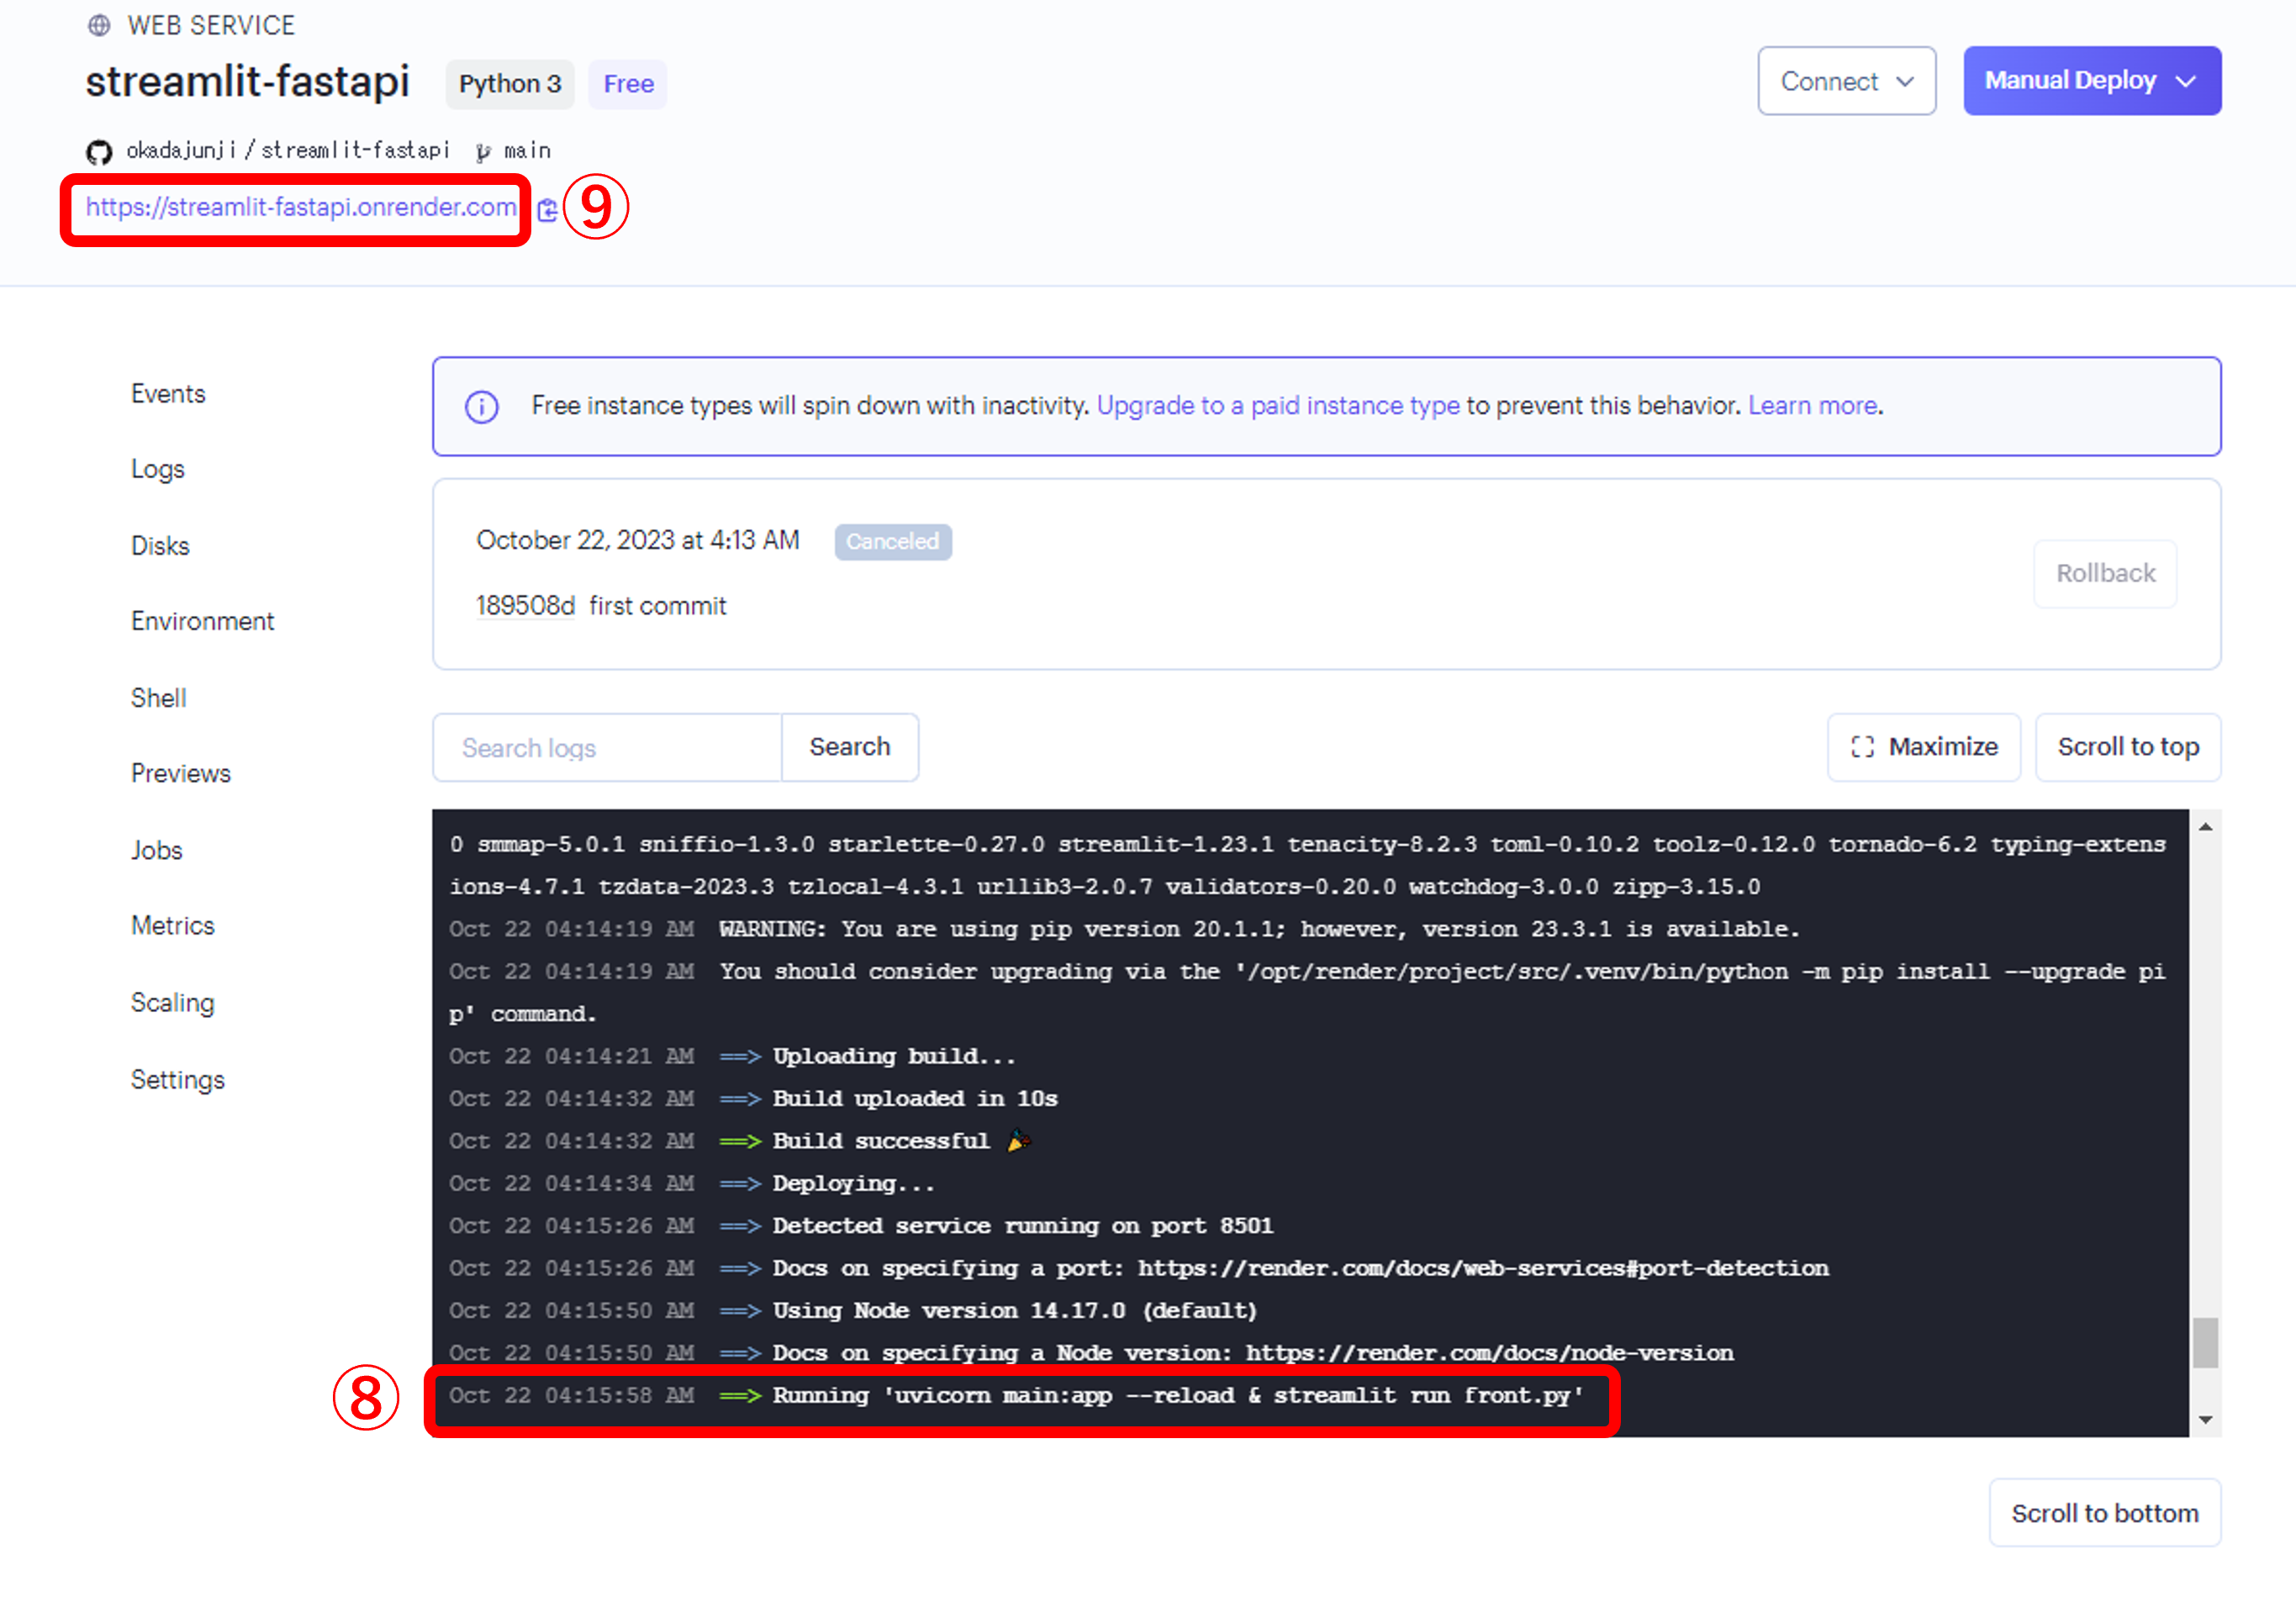 WEB SERVICE
streamlit-fastapi Python 3 Free Connect Manual Deploy
okadajunji / streamlit-fastapi main
https://streamlit-fastapi.onrender.com ⑨
Events
Logs
Disks
Environment
Shell
Previews
Jobs
Metrics
Scaling
Settings
Free instance types will spin down with inactivity. Upgrade to a paid instance type to prevent this behavior. Learn more.
October 22, 2023 at 4:13 AM Canceled
189508d first commit
Rollback
Search logs Search Maximize Scroll to top
0 smmap-5.0.1 sniffio-1.3.0 starlette-0.27.0 streamlit-1.23.1 tenacity-8.2.3 toml-0.10.2 toolz-0.12.0 tornado-6.2 typing-extens
ions-4.7.1 tzdata-2023.3 tzlocal-4.3.1 urllib3-2.0.7 validators-0.20.0 watchdog-3.0.0 zipp-3.15.0
Oct 22 04:14:19 AM WARNING: You are using pip version 20.1.1; however, version 23.3.1 is available.
Oct 22 04:14:19 AM You should consider upgrading via the '/opt/render/project/src/.venv/bin/python -m pip install --upgrade pi
p' command.
Oct 22 04:14:21 AM ==> Uploading build...
Oct 22 04:14:32 AM ==> Build uploaded in 10s
Oct 22 04:14:32 AM ==> Build successful 🎉
Oct 22 04:14:34 AM ==> Deploying...
Oct 22 04:15:26 AM ==> Detected service running on port 8501
Oct 22 04:15:26 AM ==> Docs on specifying a port: https://render.com/docs/web-services#port-detection
Oct 22 04:15:50 AM ==> Using Node version 14.17.0 (default)
Oct 22 04:15:50 AM ==> Docs on specifying a Node version: https://render.com/docs/node-version
⑧ Oct 22 04:15:58 AM ==> Running 'uvicorn main:app --reload & streamlit run front.py'
Scroll to bottom